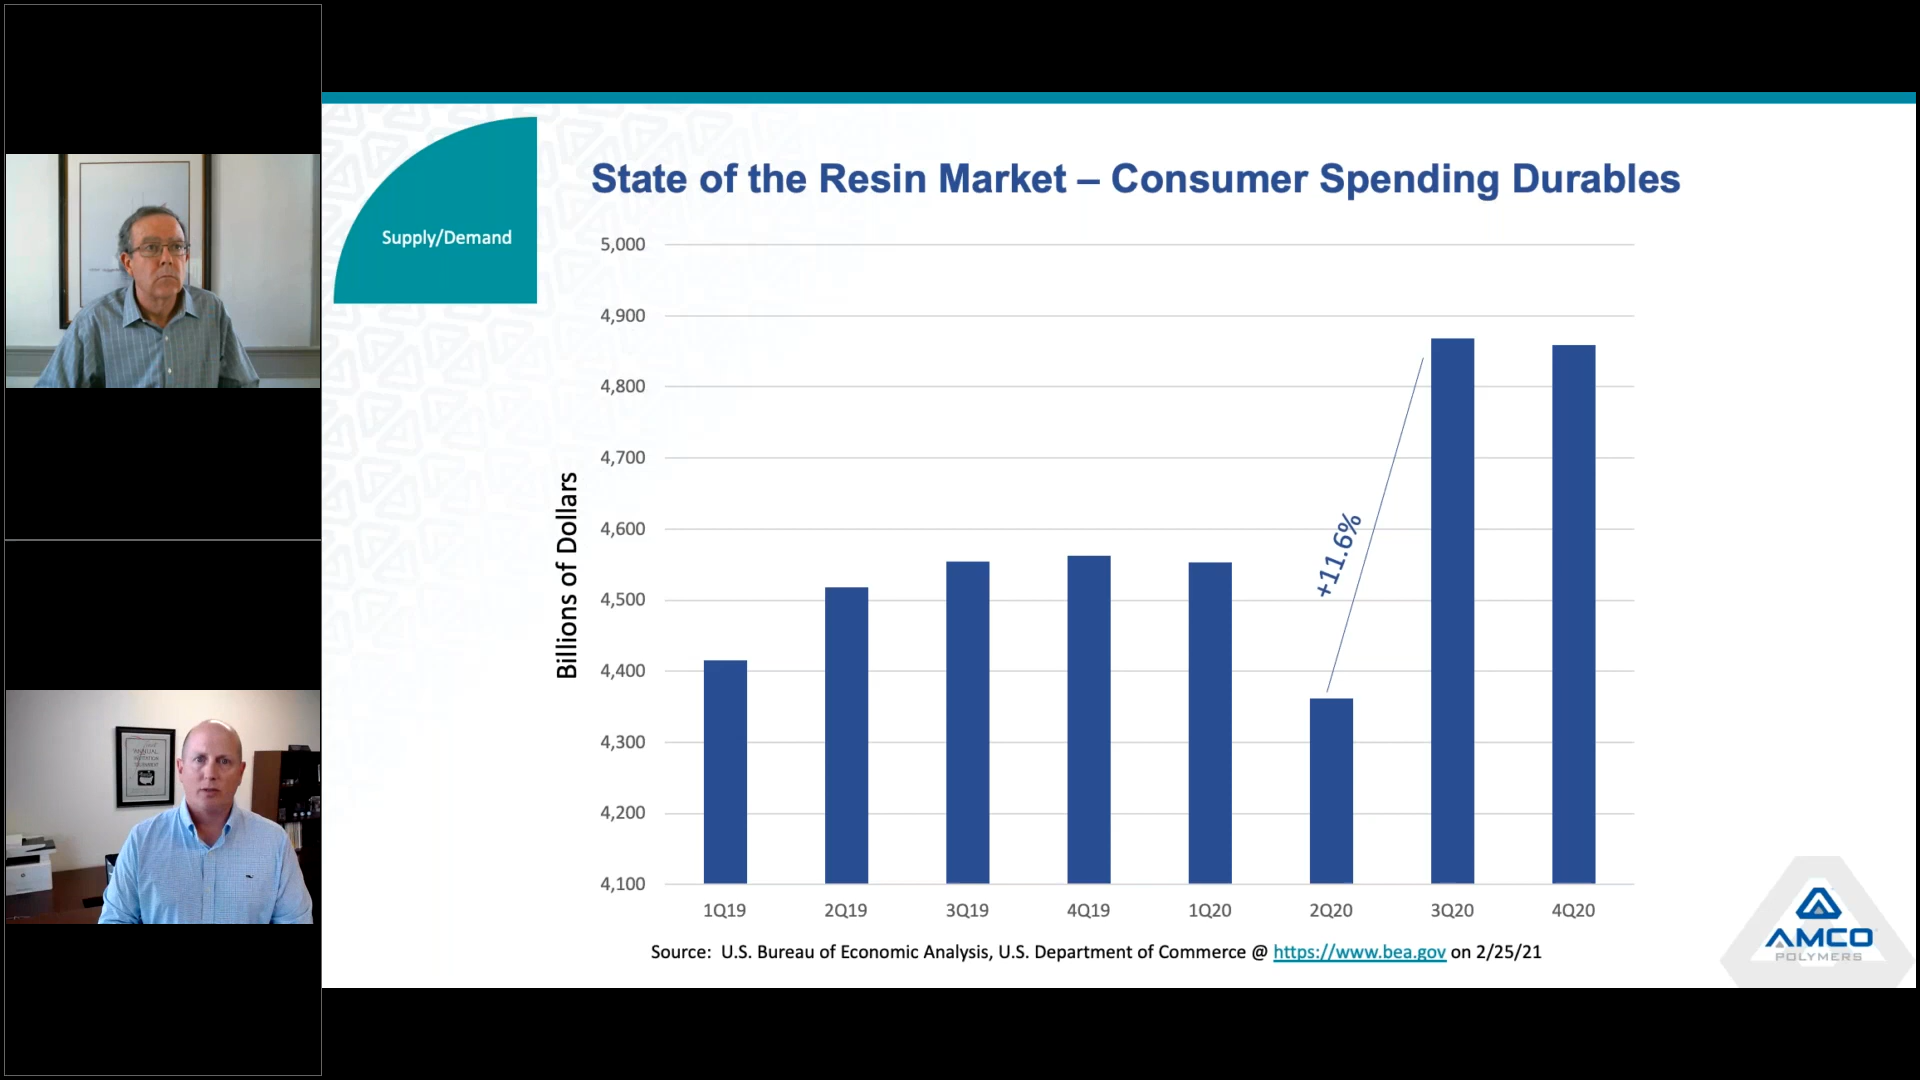 State of the Resin Market – Consumer Spending Durables
Supply/Demand
5,000
4,900
4,800
4,700
4,600
4,500
4,400
4,300
4,200
4,100
Billions of Dollars
+11.6%
1Q19 2Q19 3Q19 4Q19 1Q20 2Q20 3Q20 4Q20
Source: U.S. Bureau of Economic Analysis, U.S. Department of Commerce @ https://www.bea.gov on 2/25/21
AMCO
POLYMERS